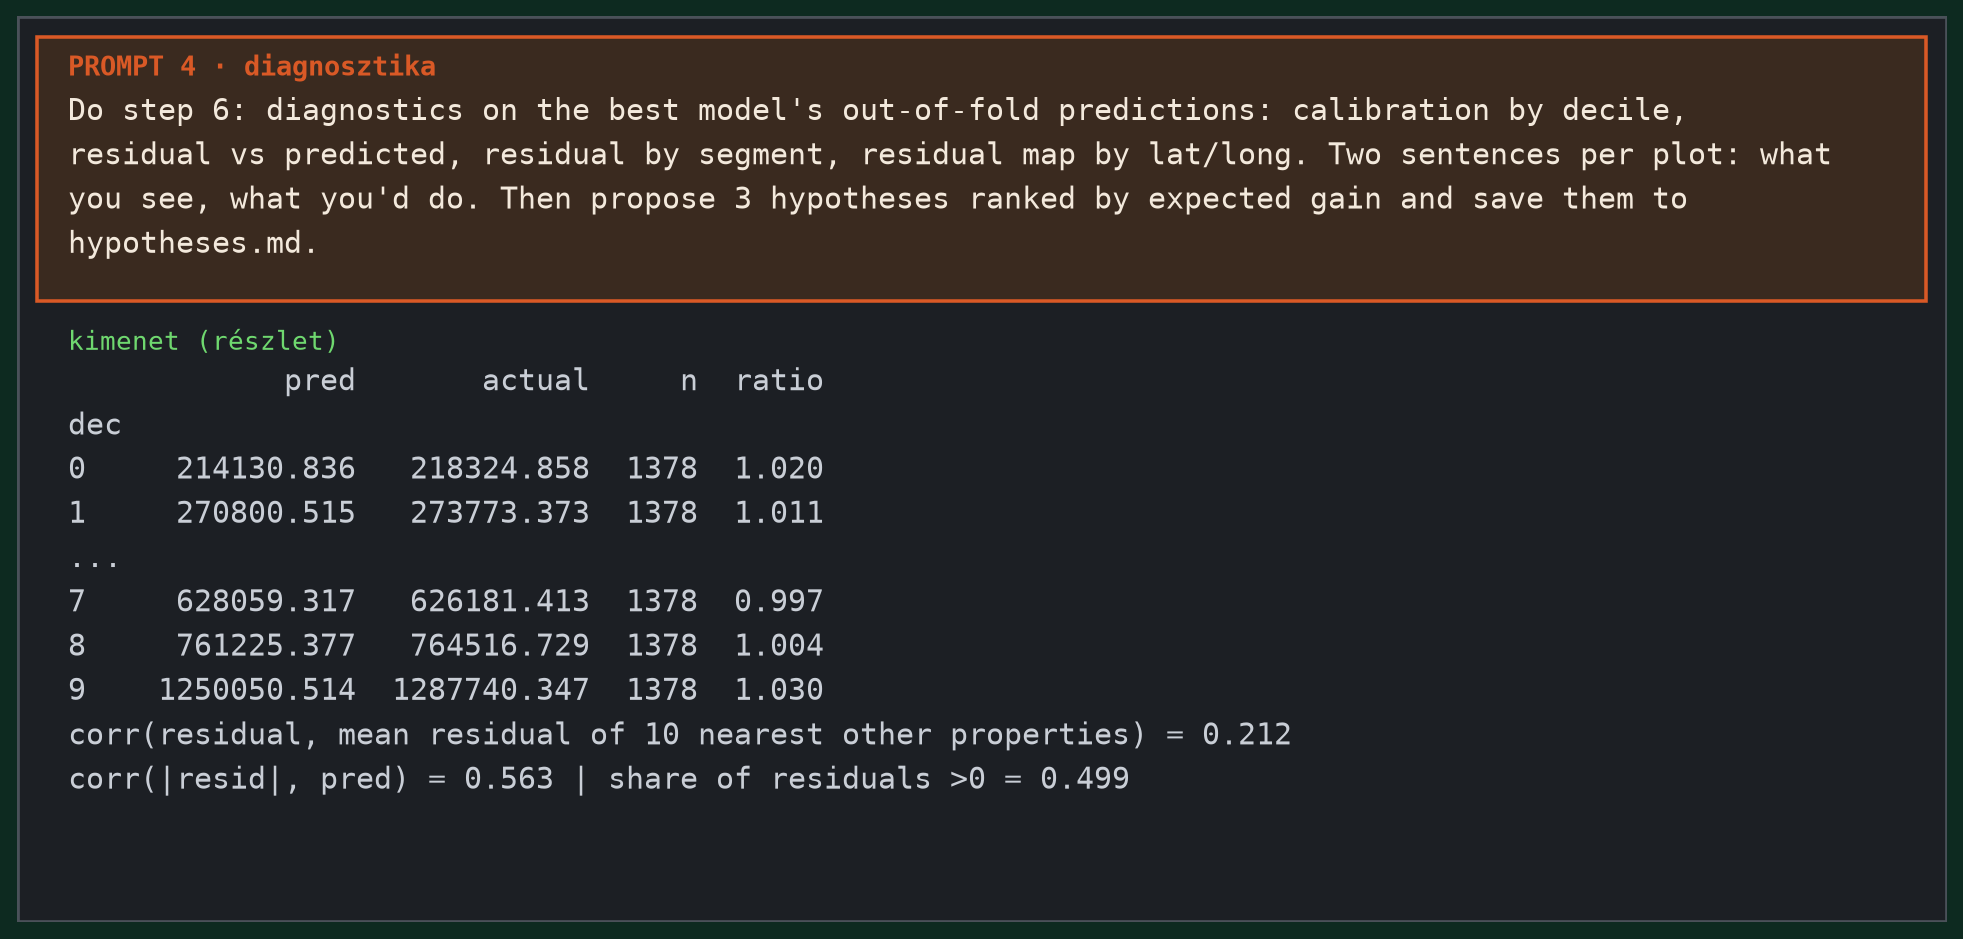 PROMPT 4 · diagnosztika
Do step 6: diagnostics on the best model's out-of-fold predictions: calibration by decile,
residual vs predicted, residual by segment, residual map by lat/long. Two sentences per plot: what
you see, what you'd do. Then propose 3 hypotheses ranked by expected gain and save them to
hypotheses.md.
kimenet (részlet)
            pred       actual     n  ratio
dec
0     214130.836   218324.858  1378  1.020
1     270800.515   273773.373  1378  1.011
...
7     628059.317   626181.413  1378  0.997
8     761225.377   764516.729  1378  1.004
9    1250050.514  1287740.347  1378  1.030
corr(residual, mean residual of 10 nearest other properties) = 0.212
corr(|resid|, pred) = 0.563 | share of residuals >0 = 0.499